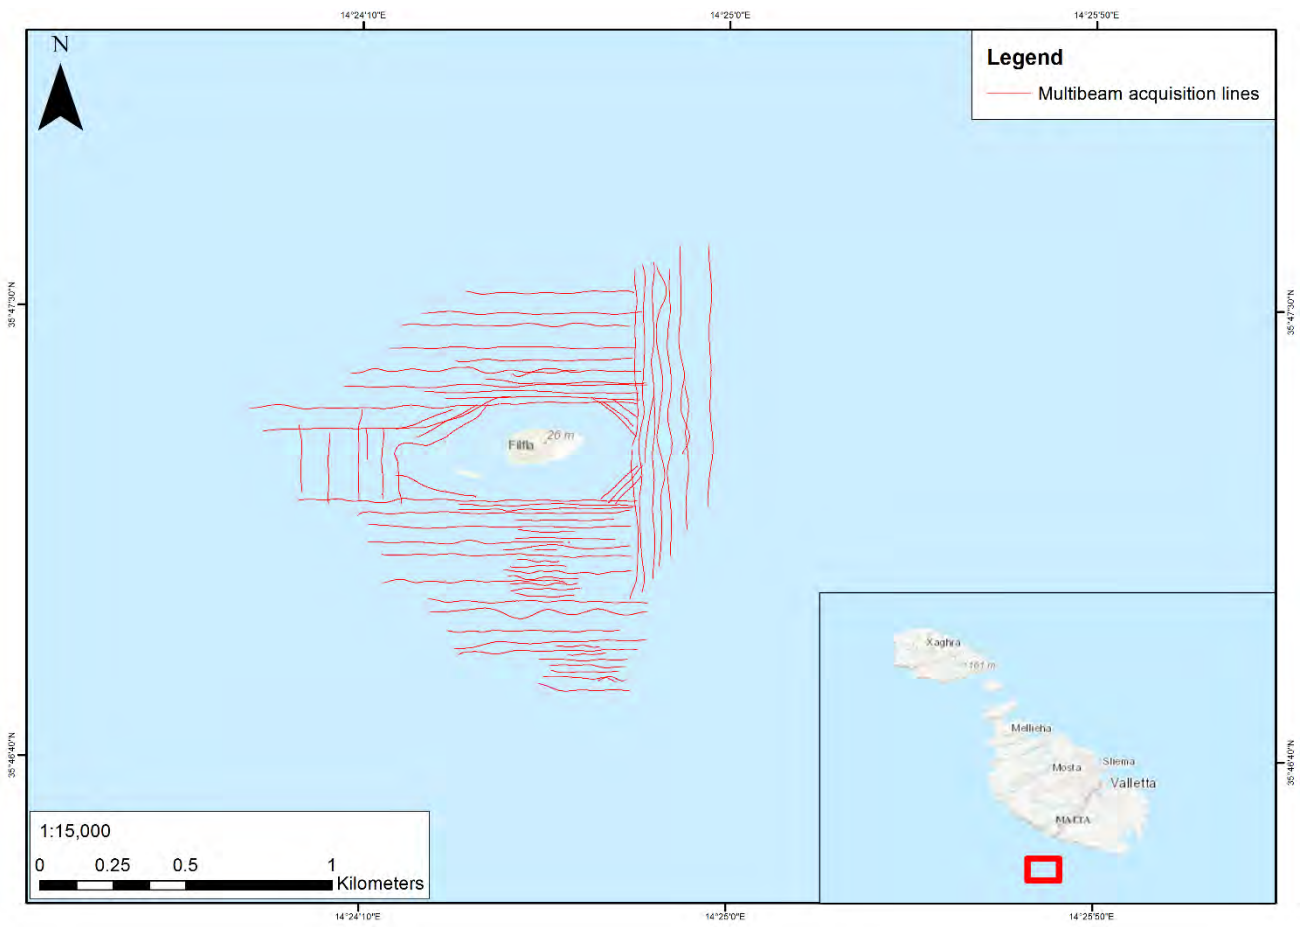 14°24'10"E
14°25'0"E
14°25'50"E
N
Legend
Multibeam acquisition lines
35°47'30"N
35°47'30"N
26 m
Filfla
Xaghra
161 m
Mellieha
Mosta
Sliema
Valletta
MALTA
35°46'40"N
35°46'40"N
1:15,000
0 0.25 0.5 1
Kilometers
14°24'10"E
14°25'0"E
14°25'50"E